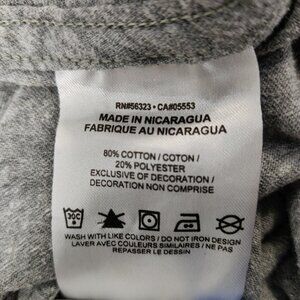 RN#56323 • CA#05553
MADE IN NICARAGUA
FABRIQUE AU NICARAGUA
80% COTTON / COTON /
20% POLYESTER
EXCLUSIVE OF DECORATION /
DECORATION NON COMPRISE
30C
WASH WITH LIKE COLORS / DO NOT IRON DESIGN
LAVER AVEC COULEURS SIMILAIRES / NE PAS
REPASSER LE DESSIN